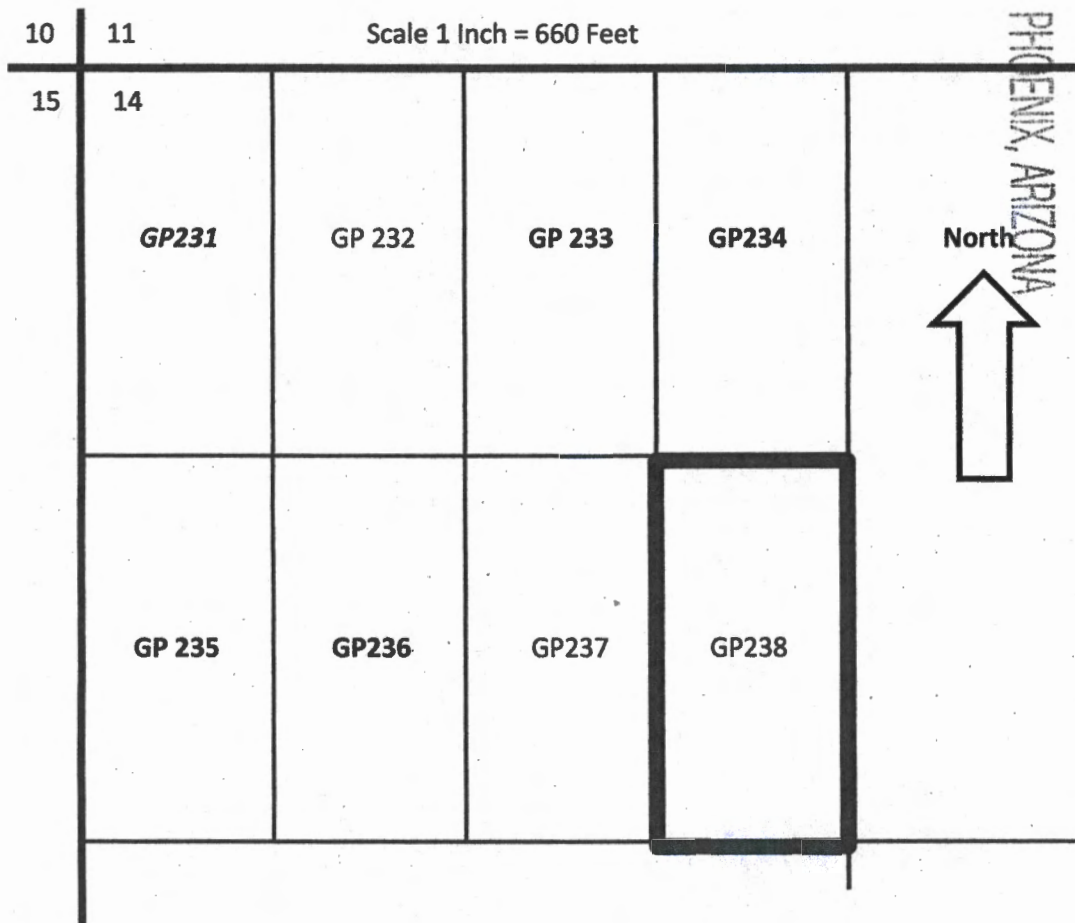 10 11 Scale 1 Inch = 660 Feet
PHOENIX, ARIZONA
15 14
GP231 GP 232 GP 233 GP234 North
GP 235 GP236 GP237 GP238